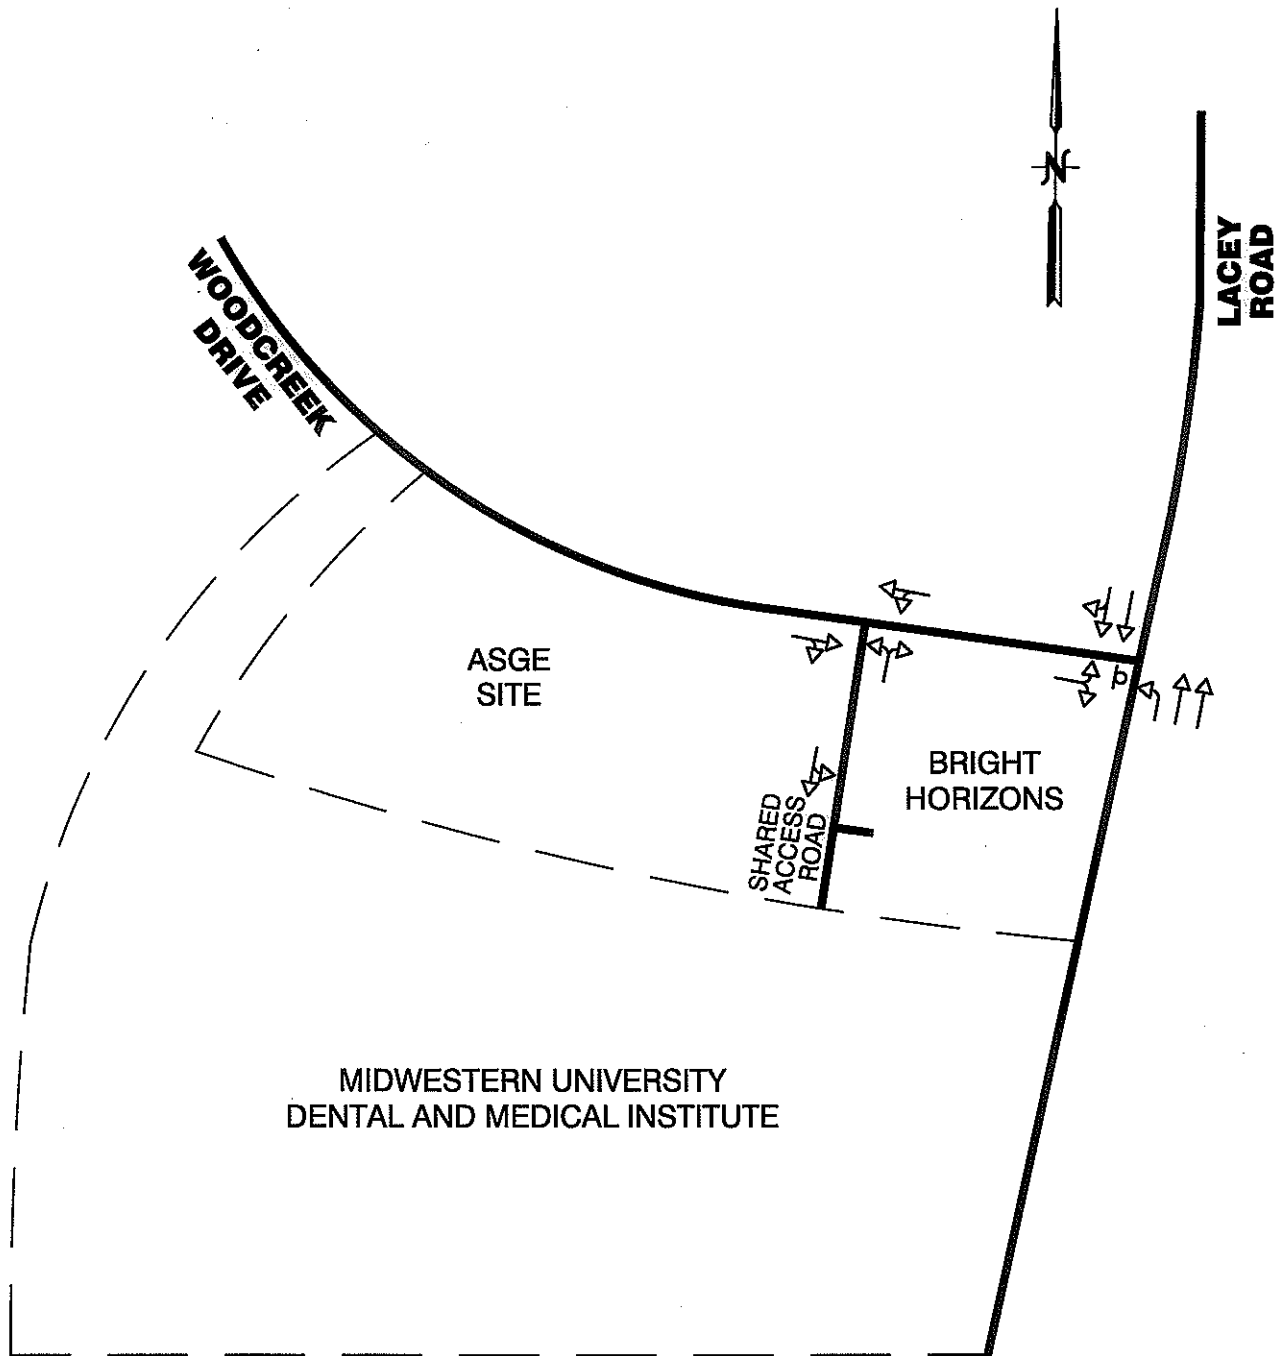 N
LACEY
ROAD
WOODCREEK
DRIVE
ASGE
SITE
BRIGHT
HORIZONS
SHARED
ACCESS
ROAD
MIDWESTERN UNIVERSITY
DENTAL AND MEDICAL INSTITUTE